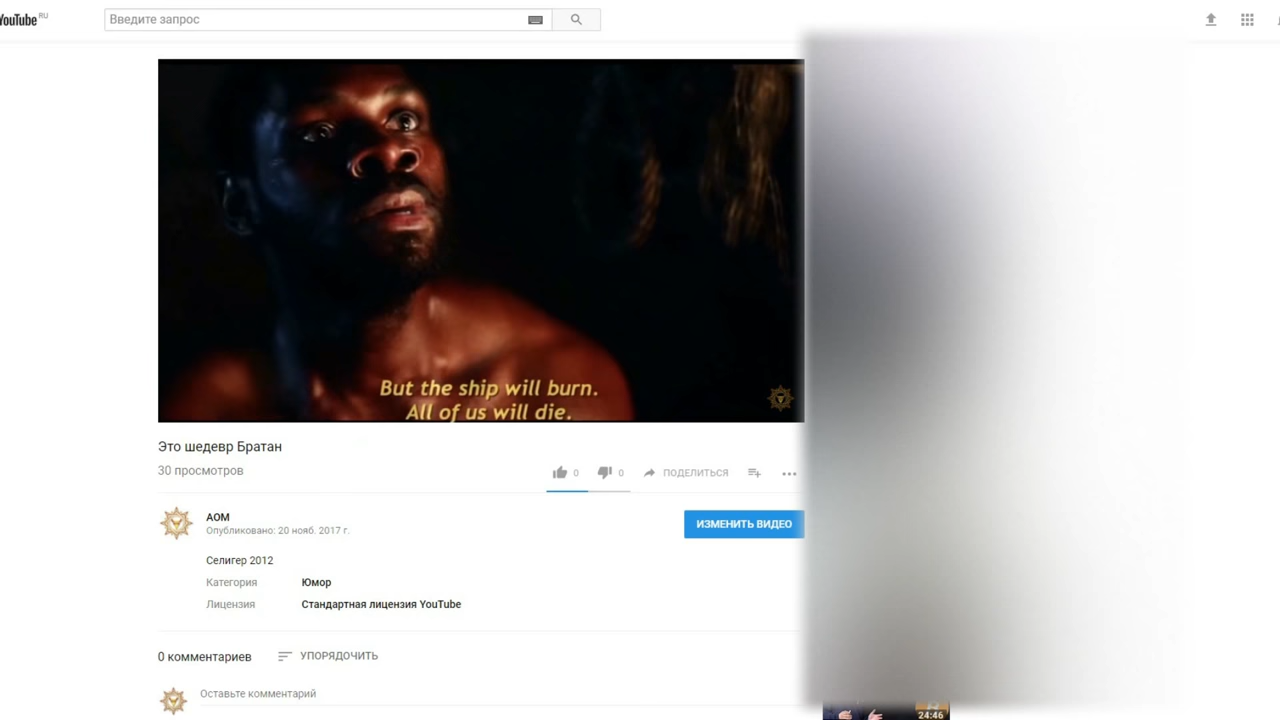 YouTube RU
Введите запрос
But the ship will burn.
All of us will die.
Это шедевр Братан
30 просмотров
0 0 ПОДЕЛИТЬСЯ
АОМ
Опубликовано: 20 нояб. 2017 г.
ИЗМЕНИТЬ ВИДЕО
Селигер 2012
Категория Юмор
Лицензия Стандартная лицензия YouTube
0 комментариев УПОРЯДОЧИТЬ
Оставьте комментарий
24:46